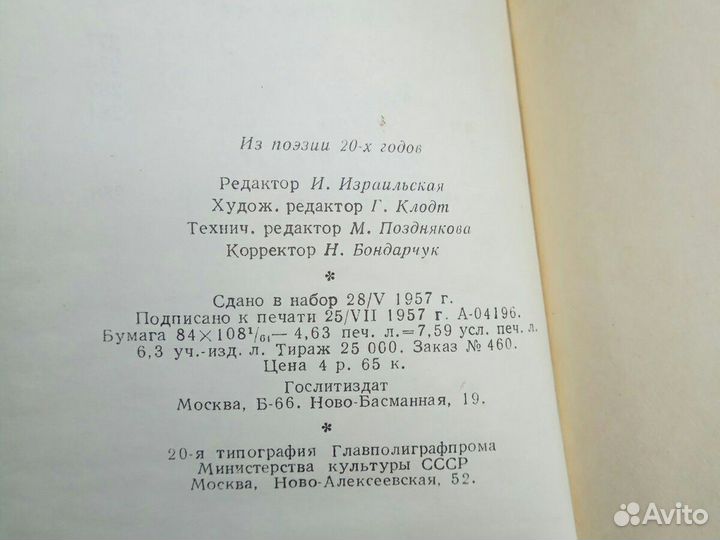 Из поэзии 20-х годов
Редактор И. Израильская
Худож. редактор Г. Клодт
Технич. редактор М. Позднякова
Корректор Н. Бондарчук
*
Сдано в набор 28/V 1957 г.
Подписано к печати 25/VII 1957 г. А-04196.
Бумага 84×108¹/₆₄— 4,63 печ. л.=7,59 усл. печ. л.
6,3 уч.-изд. л. Тираж 25 000. Заказ № 460.
Цена 4 р. 65 к.
Гослитиздат
Москва, Б-66. Ново-Басманная, 19.
*
20-я типография Главполиграфпрома
Министерства культуры СССР
Москва, Ново-Алексеевская, 52.
Avito